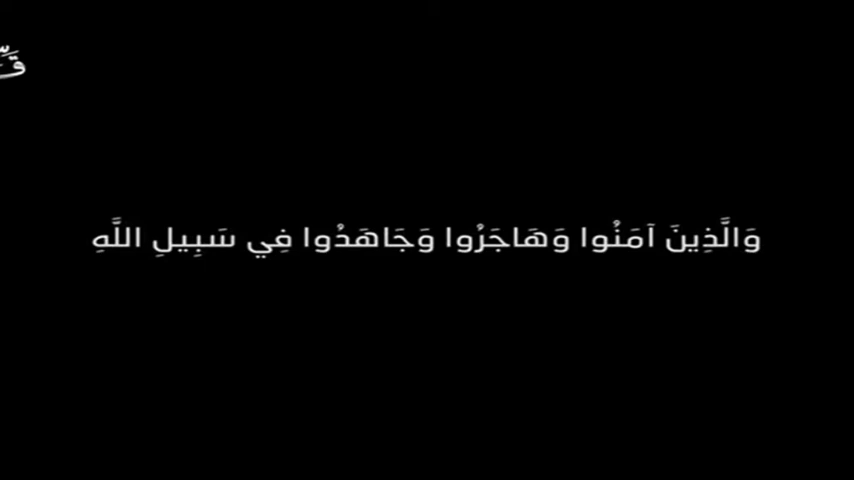 وَالَّذِينَ آمَنُوا وَهَاجَرُوا وَجَاهَدُوا فِي سَبِيلِ اللَّهِ